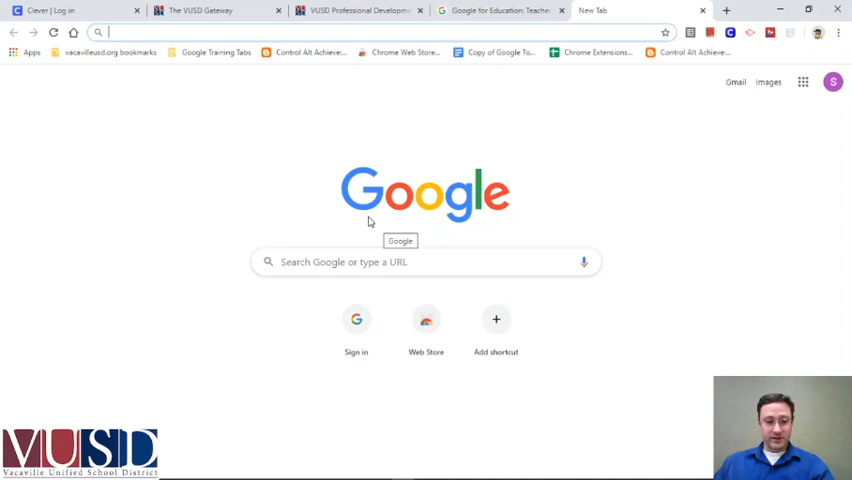 Clever | Log in
The VUSD Gateway
VUSD Professional Developme
Google for Education: Teacher
New Tab
Apps
vacavilleusd.org bookmarks
Google Training Tabs
Control Alt Achieve:...
Chrome Web Store...
Copy of Google To...
Chrome Extensions...
Control Alt Achieve:...
Gmail
Images
S
Google
Google
Search Google or type a URL
Sign in
Web Store
Add shortcut
VUSD
Vacaville Unified School District